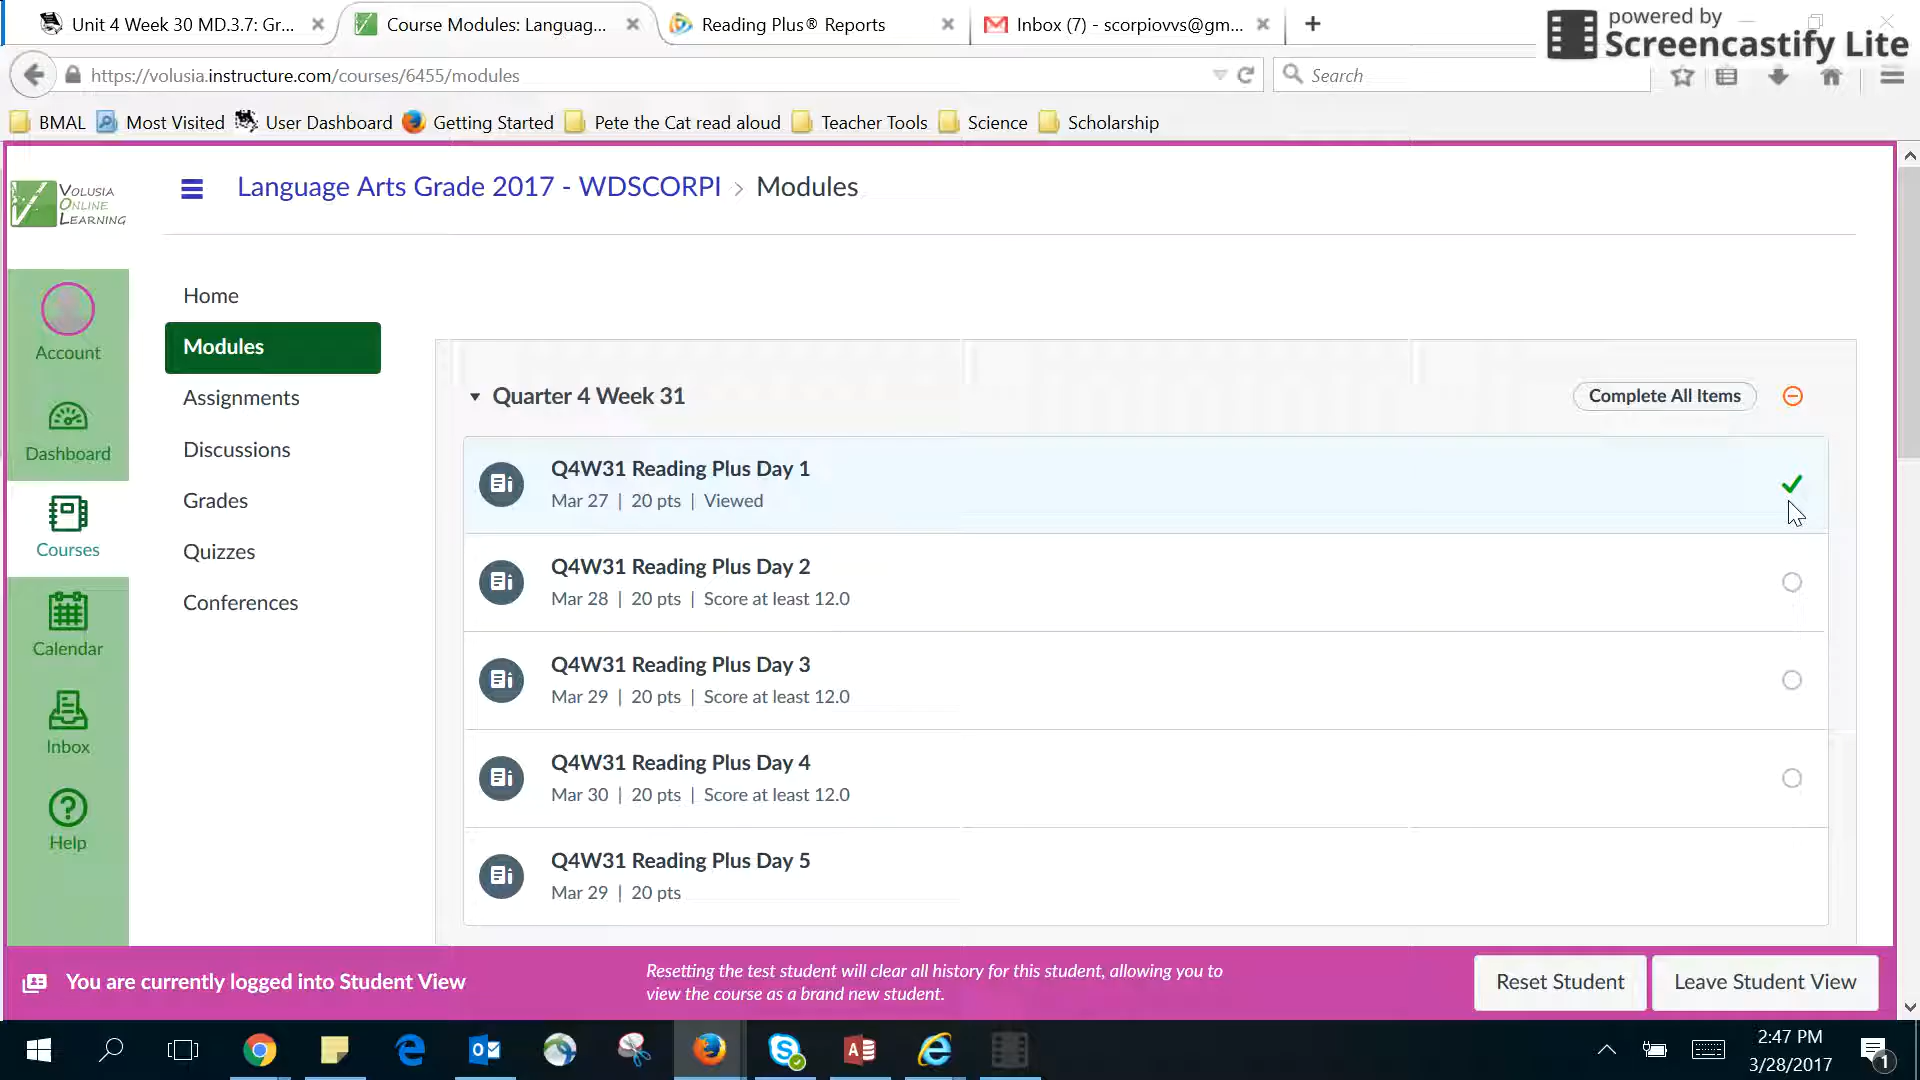 Unit 4 Week 30 MD.3.7: Gr...
Course Modules: Languag...
Reading Plus® Reports
Inbox (7) - scorpiovvs@gm...
powered by
Screencastify Lite
https://volusia.instructure.com/courses/6455/modules
Search
BMAL
Most Visited
User Dashboard
Getting Started
Pete the Cat read aloud
Teacher Tools
Science
Scholarship
VOLUSIA
ONLINE
LEARNING
Language Arts Grade 2017 - WDSCORPI > Modules
Account
Dashboard
Courses
Calendar
Inbox
Help
Home
Modules
Assignments
Discussions
Grades
Quizzes
Conferences
Quarter 4 Week 31
Complete All Items
Q4W31 Reading Plus Day 1
Mar 27 | 20 pts | Viewed
Q4W31 Reading Plus Day 2
Mar 28 | 20 pts | Score at least 12.0
Q4W31 Reading Plus Day 3
Mar 29 | 20 pts | Score at least 12.0
Q4W31 Reading Plus Day 4
Mar 30 | 20 pts | Score at least 12.0
Q4W31 Reading Plus Day 5
Mar 29 | 20 pts
You are currently logged into Student View
Resetting the test student will clear all history for this student, allowing you to
view the course as a brand new student.
Reset Student
Leave Student View
2:47 PM
3/28/2017
1